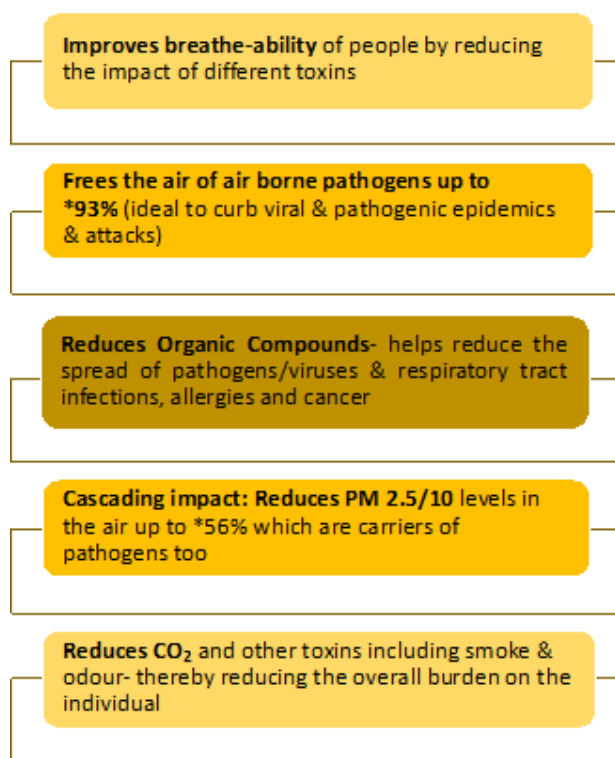 Improves breathe-ability of people by reducing
the impact of different toxins
Frees the air of air borne pathogens up to
*93% (ideal to curb viral & pathogenic epidemics
& attacks)
Reduces Organic Compounds- helps reduce the
spread of pathogens/viruses & respiratory tract
infections, allergies and cancer
Cascading impact: Reduces PM 2.5/10 levels in
the air up to *56% which are carriers of
pathogens too
Reduces CO₂ and other toxins including smoke &
odour- thereby reducing the overall burden on the
individual